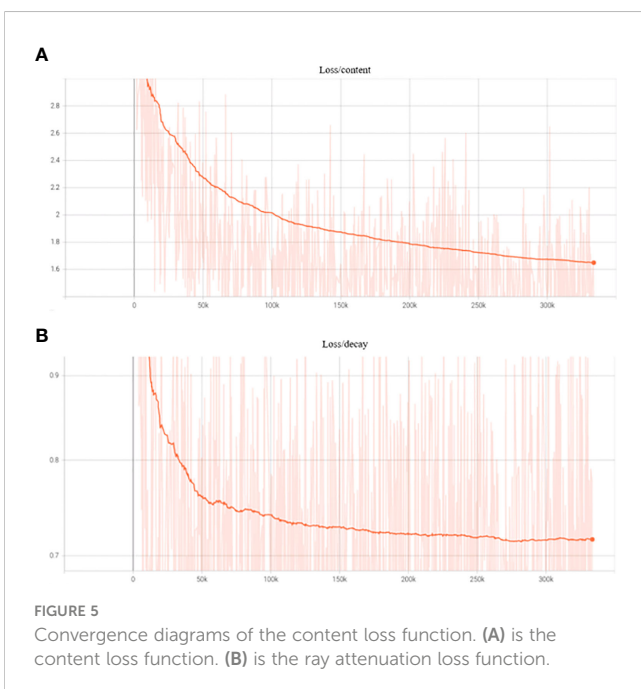 A
Loss/content
2.8
2.6
2.4
2.2
2
1.8
1.6
0 50k 100k 150k 200k 250k 300k
B
Loss/decay
0.9
0.8
0.7
0 50k 100k 150k 200k 250k 300k
FIGURE 5
Convergence diagrams of the content loss function. (A) is the
content loss function. (B) is the ray attenuation loss function.